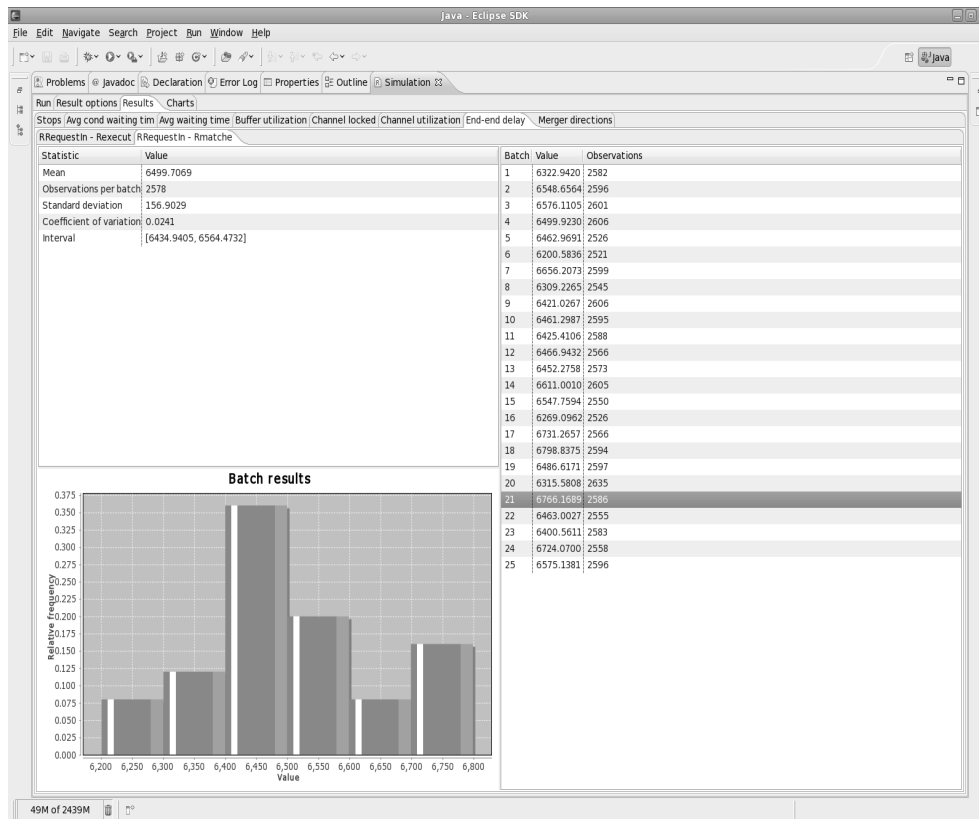 Java - Eclipse SDK
File Edit Navigate Search Project Run Window Help
Java
Problems @ Javadoc Declaration Error Log Properties Outline Simulation
Run Result options Results Charts
Stops Avg cond waiting tim Avg waiting time Buffer utilization Channel locked Channel utilization End-end delay Merger directions
RRequestIn - Rexecut RRequestIn - Rmatche
Statistic Value
Mean 6499.7069
Observations per batch 2578
Standard deviation 156.9029
Coefficient of variation 0.0241
Interval [6434.9405, 6564.4732]
Batch Value Observations
1 6322.9420 2582
2 6548.6564 2596
3 6576.1105 2601
4 6499.9230 2606
5 6462.9691 2526
6 6200.5836 2521
7 6656.2073 2599
8 6309.2265 2545
9 6421.0267 2606
10 6461.2987 2595
11 6425.4106 2588
12 6466.9432 2566
13 6452.2758 2573
14 6611.0010 2605
15 6547.7594 2550
16 6269.0962 2526
17 6731.2657 2566
18 6798.8375 2594
19 6486.6171 2597
20 6315.5808 2635
21 6766.1689 2586
22 6463.0027 2555
23 6400.5611 2583
24 6724.0700 2558
25 6575.1381 2596
Batch results
Relative frequency
0.375
0.350
0.325
0.300
0.275
0.250
0.225
0.200
0.175
0.150
0.125
0.100
0.075
0.050
0.025
0.000
6,200 6,250 6,300 6,350 6,400 6,450 6,500 6,550 6,600 6,650 6,700 6,750 6,800
Value
49M of 2439M